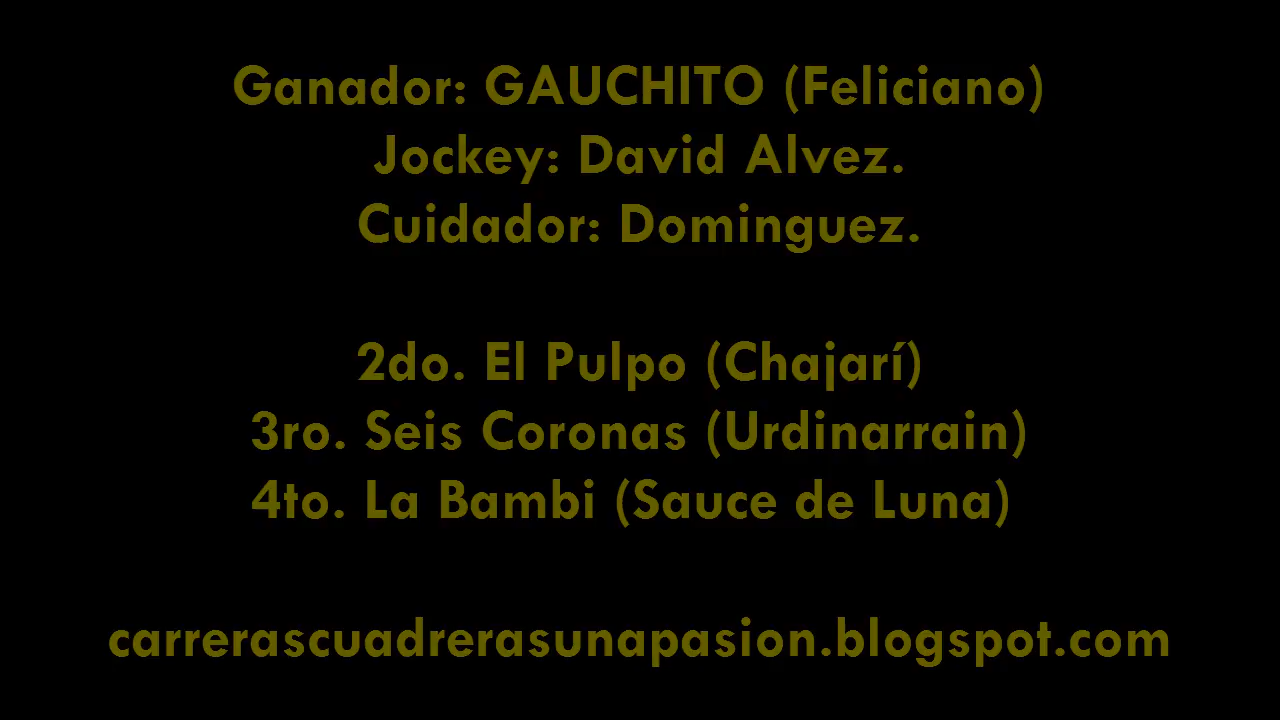 Ganador: GAUCHITO (Feliciano)
Jockey: David Alvez.
Cuidador: Dominguez.
2do. El Pulpo (Chajarí)
3ro. Seis Coronas (Urdinarrain)
4to. La Bambi (Sauce de Luna)
carrerascuadrerasunapasion.blogspot.com